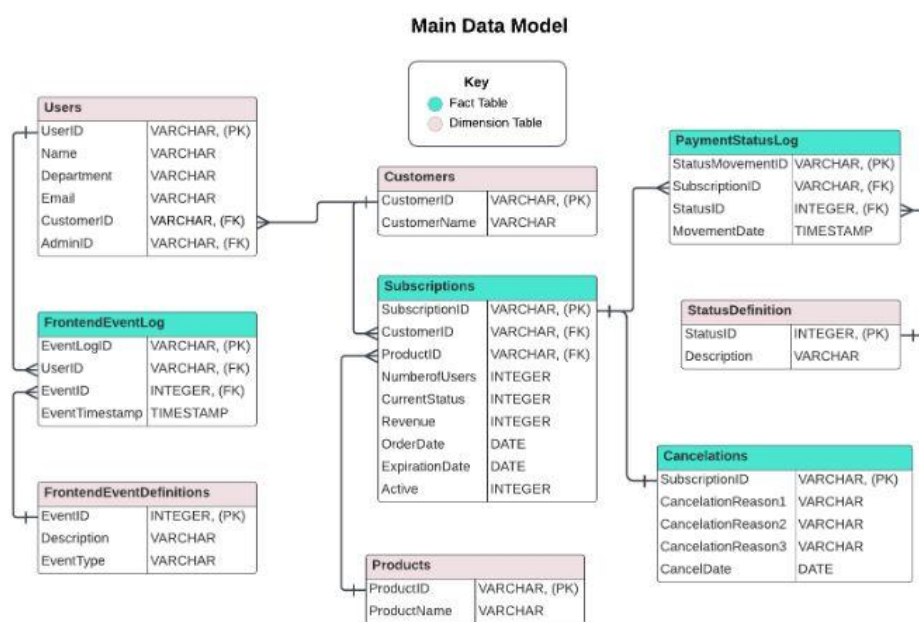 Main Data Model
Key
Fact Table
Dimension Table
Users
UserID VARCHAR, (PK)
Name VARCHAR
Department VARCHAR
Email VARCHAR
CustomerID VARCHAR, (FK)
AdminID VARCHAR, (FK)
FrontendEventLog
EventLogID VARCHAR, (PK)
UserID VARCHAR, (FK)
EventID INTEGER, (FK)
EventTimestamp TIMESTAMP
FrontendEventDefinitions
EventID INTEGER, (PK)
Description VARCHAR
EventType VARCHAR
Customers
CustomerID VARCHAR, (PK)
CustomerName VARCHAR
Subscriptions
SubscriptionID VARCHAR, (PK)
CustomerID VARCHAR, (FK)
ProductID VARCHAR, (FK)
NumberofUsers INTEGER
CurrentStatus INTEGER
Revenue INTEGER
OrderDate DATE
ExpirationDate DATE
Active INTEGER
Products
ProductID VARCHAR, (PK)
ProductName VARCHAR
PaymentStatusLog
StatusMovementID VARCHAR, (PK)
SubscriptionID VARCHAR, (FK)
StatusID INTEGER, (FK)
MovementDate TIMESTAMP
StatusDefinition
StatusID INTEGER, (PK)
Description VARCHAR
Cancelations
SubscriptionID VARCHAR, (PK)
CancelationReason1 VARCHAR
CancelationReason2 VARCHAR
CancelationReason3 VARCHAR
CancelDate DATE